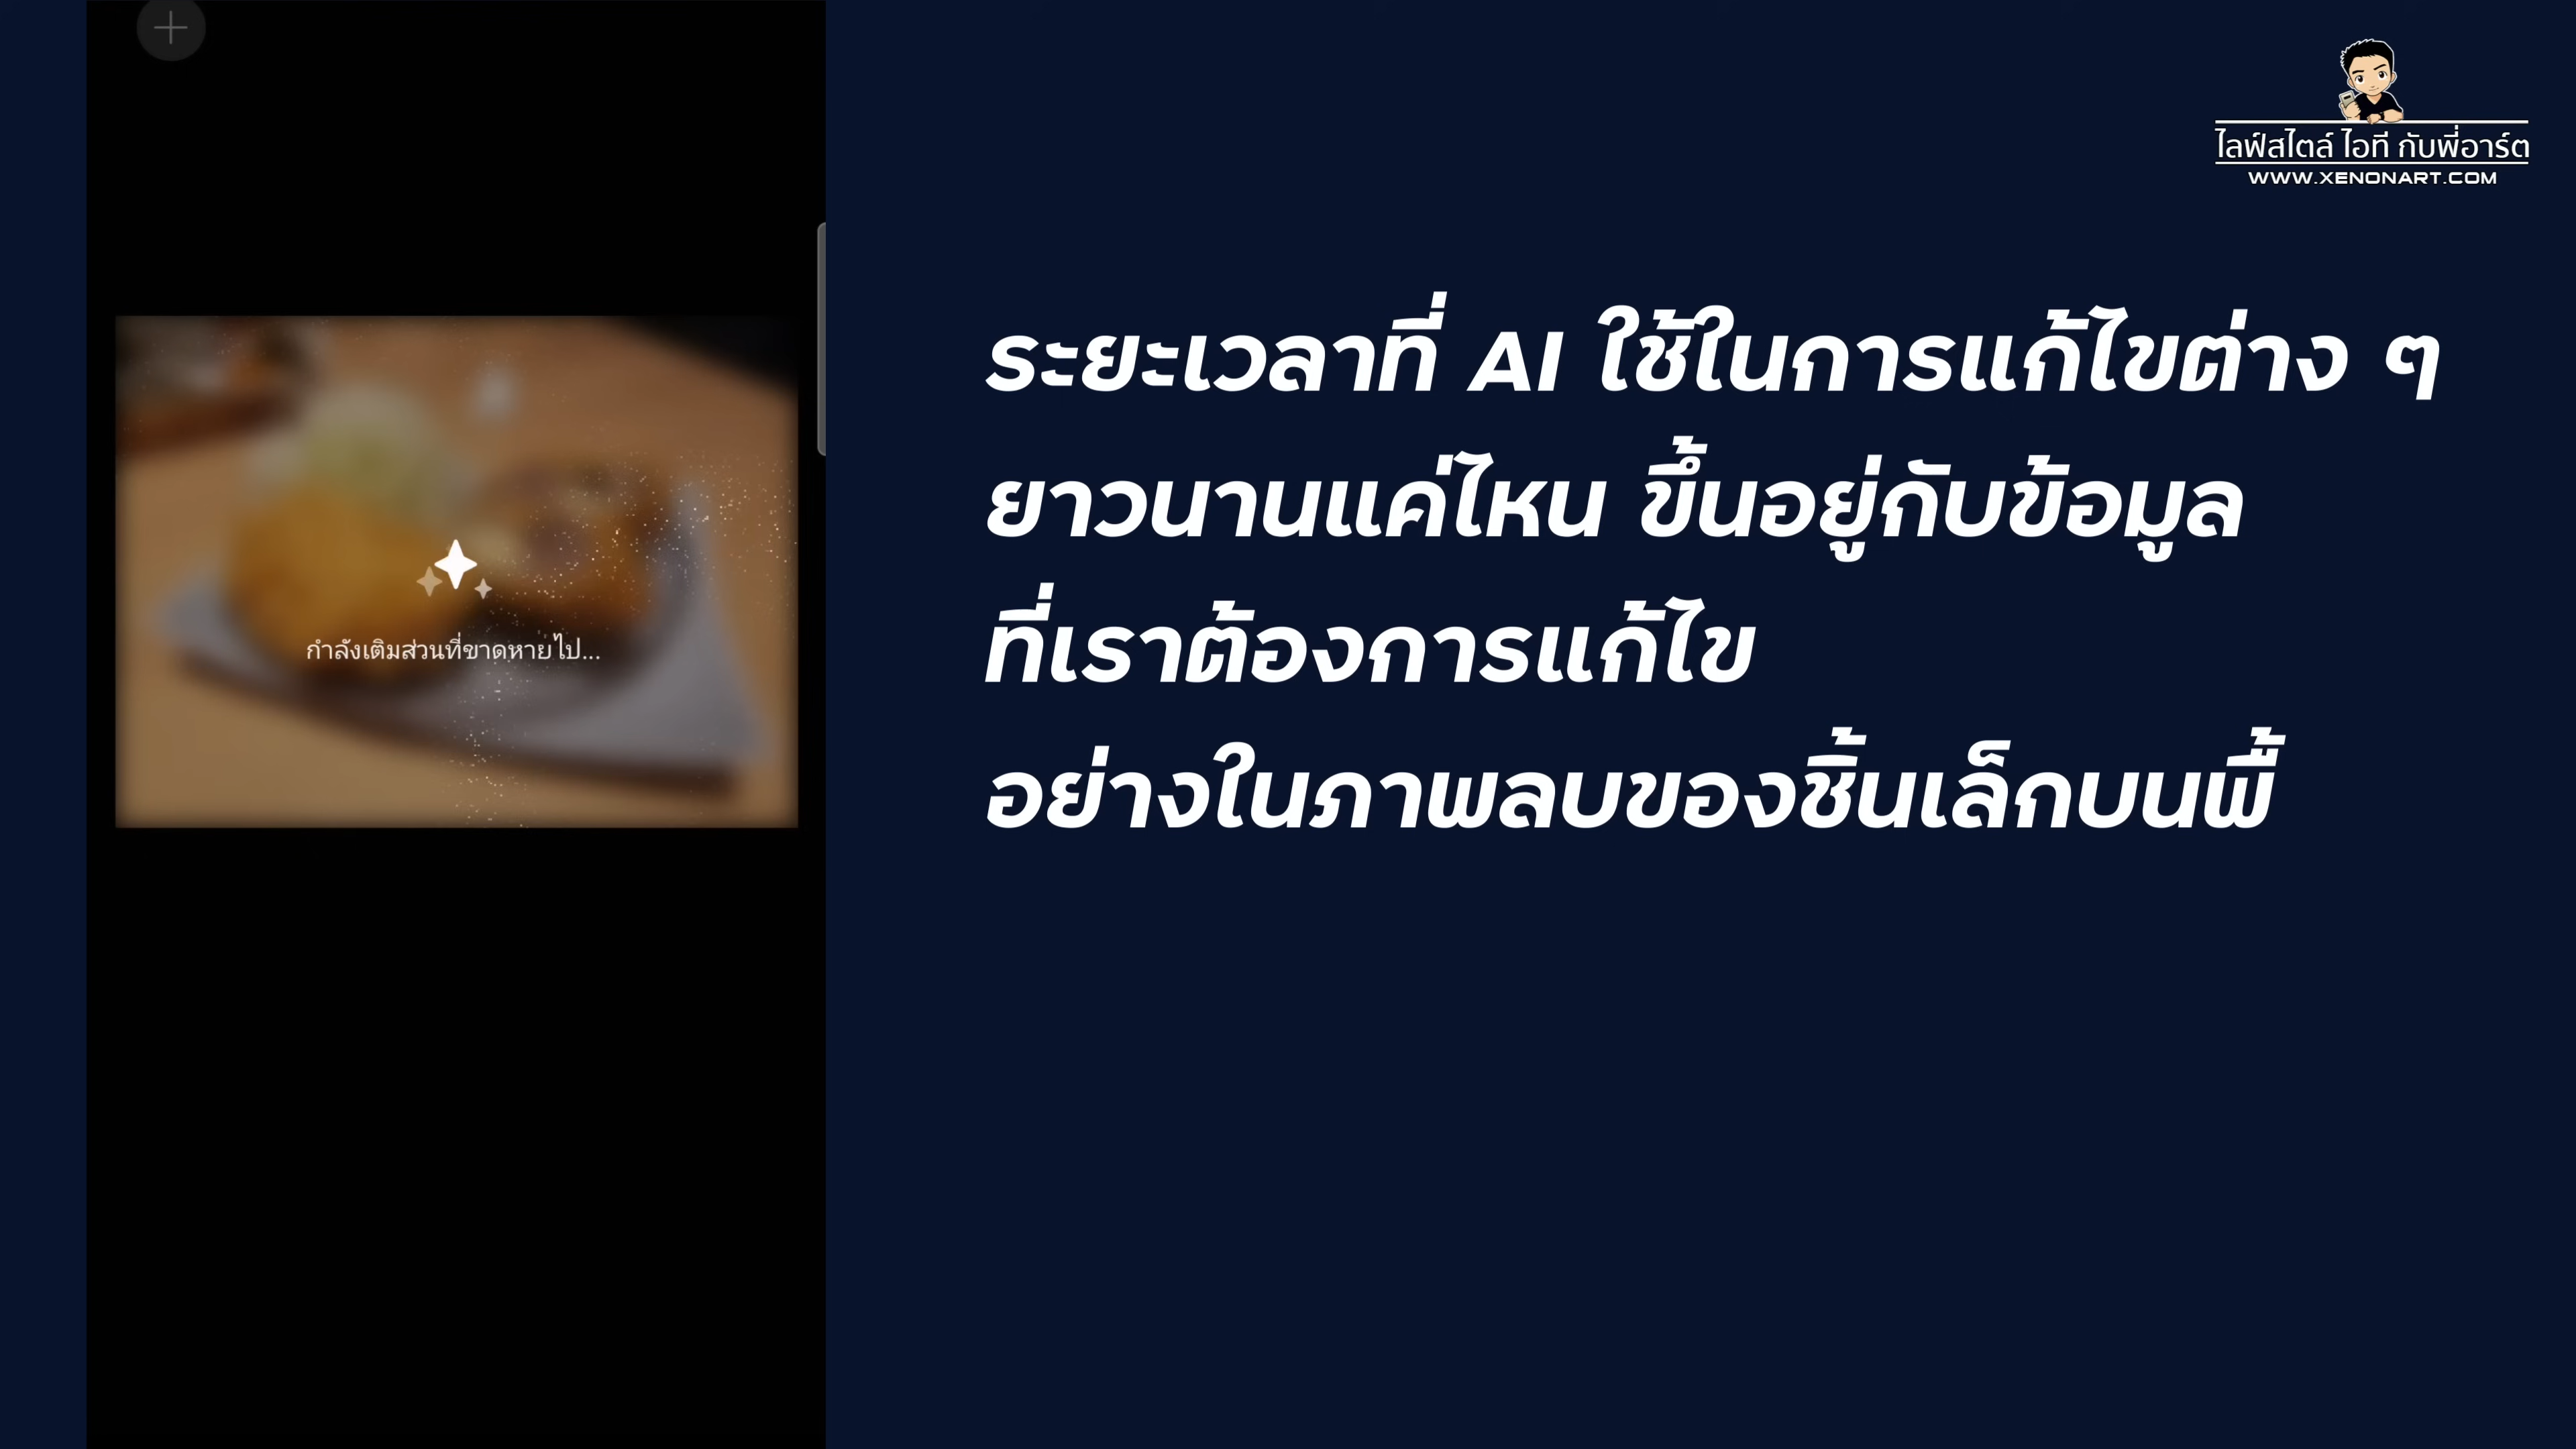 ไลฟ์สไตล์ ไอที กับพี่อาร์ต
WWW.XENONART.COM
ระยะเวลาที่ AI ใช้ในการแก้ไขต่าง ๆ
ยาวนานแค่ไหน ขึ้นอยู่กับข้อมูล
ที่เราต้องการแก้ไข
อย่างในภาพลบของชิ้นเล็กบนพื้
กำลังเติมส่วนที่ขาดหายไป...